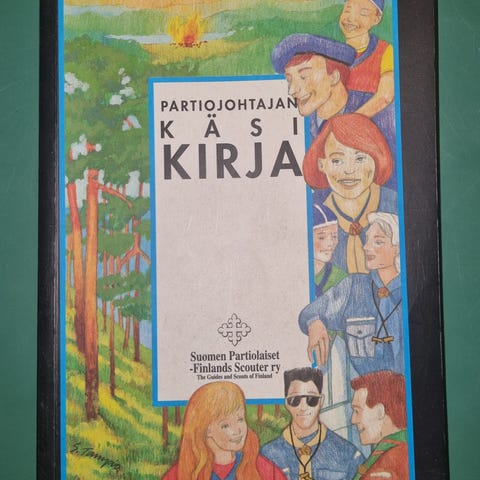 PARTIOJOHTAJAN
KÄSI
KIRJA
Suomen Partiolaiset
-Finlands Scouter ry
The Guides and Scouts of Finland